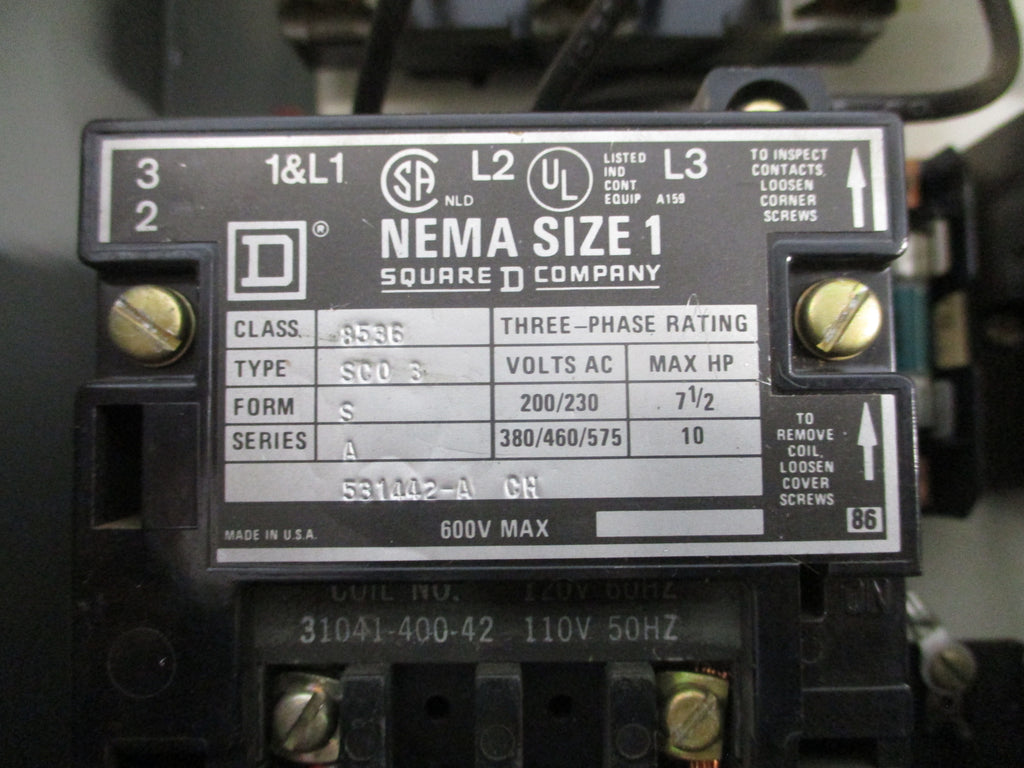 3 1&L1 CSA NLD L2 UL LISTED IND CONT EQUIP A159 L3
2
TO INSPECT
CONTACTS,
LOOSEN
CORNER
SCREWS
D ®
NEMA SIZE 1
SQUARE D COMPANY
CLASS 8536 THREE-PHASE RATING
TYPE SCO 3 VOLTS AC MAX HP
FORM S 200/230 7 1/2
SERIES A 380/460/575 10
531442-A CH
TO
REMOVE
COIL,
LOOSEN
COVER
SCREWS
86
MADE IN U.S.A. 600V MAX
COIL NO. 120V 60HZ
31041-400-42 110V 50HZ